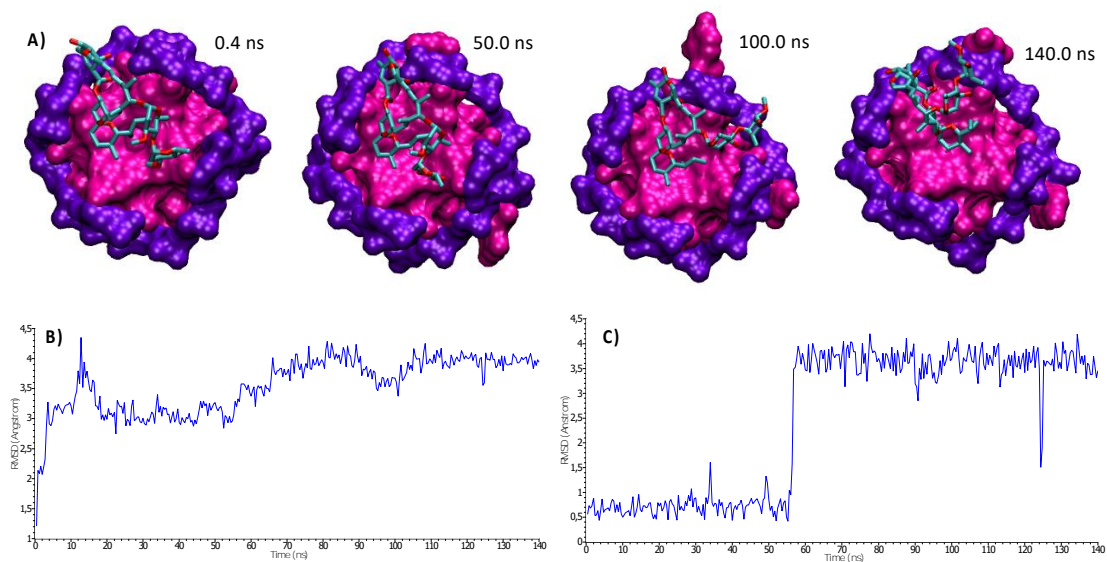 A)
0.4 ns
50.0 ns
100.0 ns
140.0 ns
B)
4,5
4
3,5
3
2,5
2
1,5
1
RMSD (Angstrom)
0 10 20 30 40 50 60 70 80 90 100 110 120 130 140
Time (ns)
C)
4,5
4
3,5
3
2,5
2
1,5
1
0,5
0
RMSD (Anstrom)
0 10 20 30 40 50 60 70 80 90 100 110 120 130 140
Time (ns)